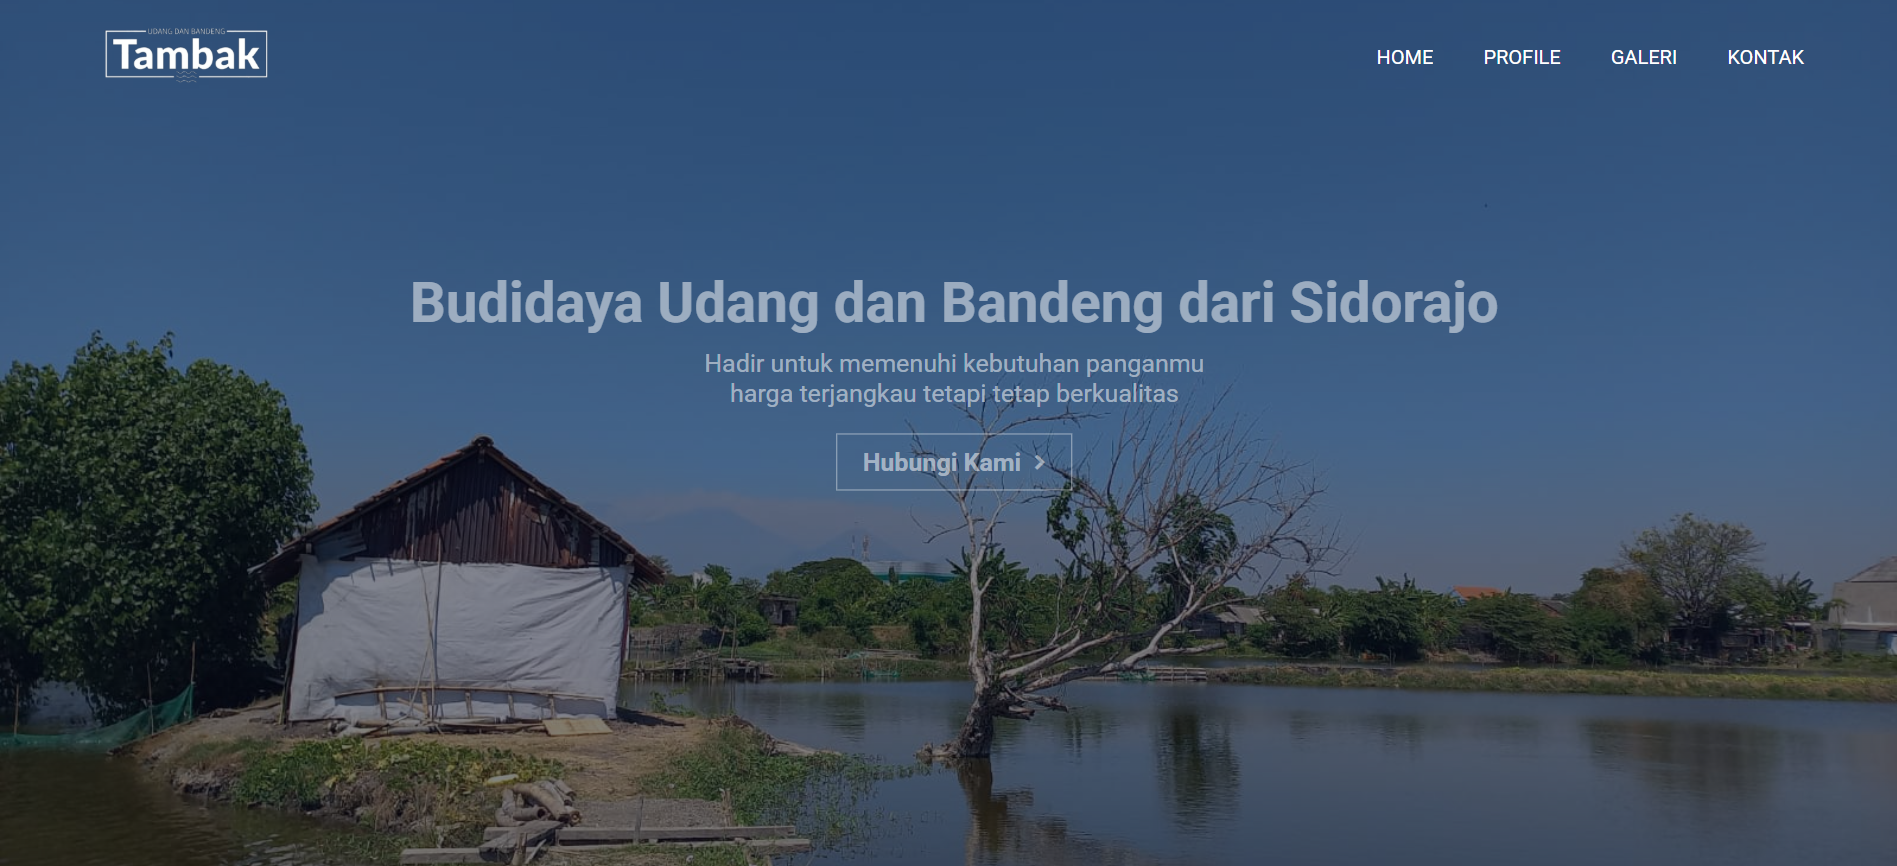 UDANG DAN BANDENG
Tambak
HOME
PROFILE
GALERI
KONTAK
Budidaya Udang dan Bandeng dari Sidorajo
Hadir untuk memenuhi kebutuhan panganmu
harga terjangkau tetapi tetap berkualitas
Hubungi Kami